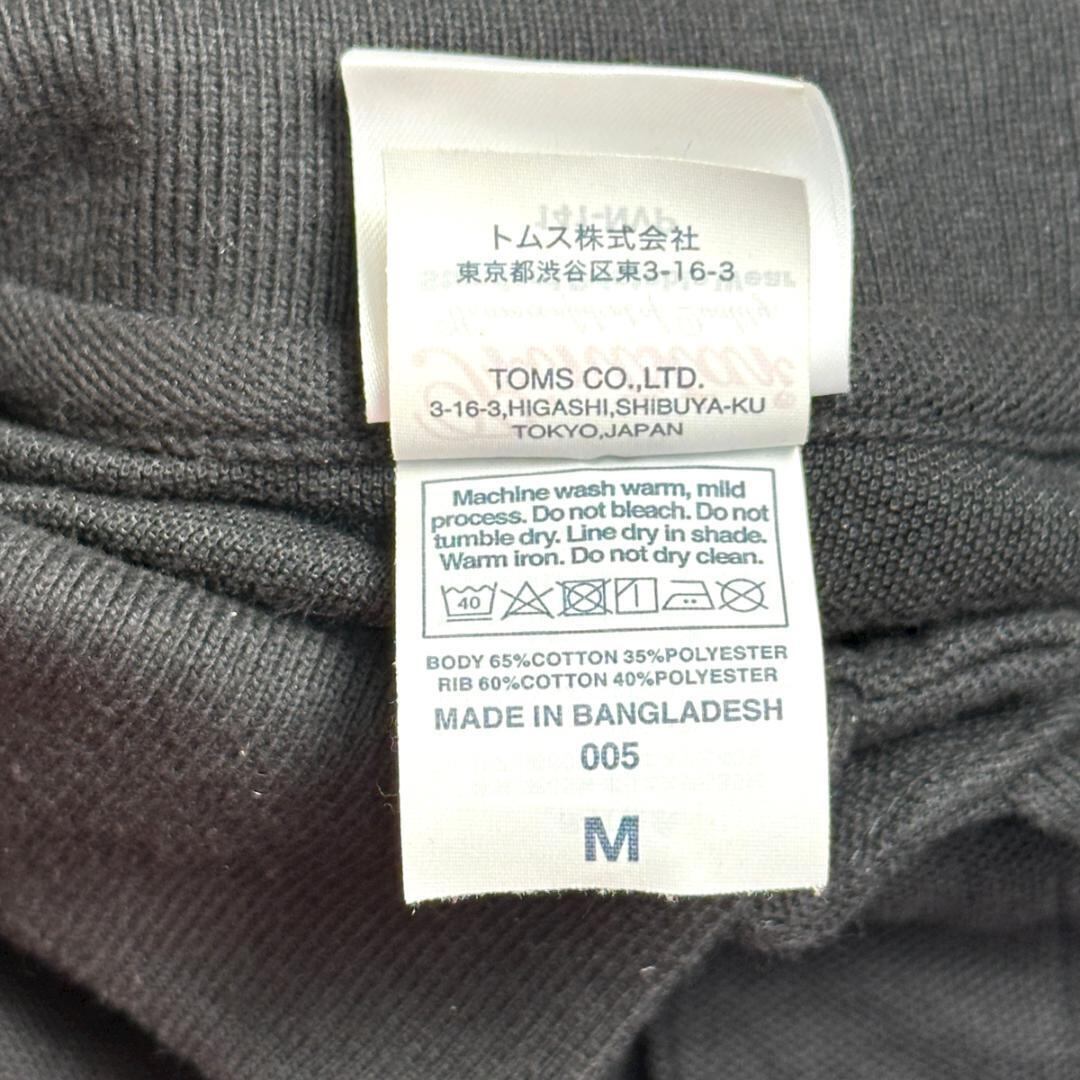 トムス株式会社
東京都渋谷区東3-16-3
TOMS CO.,LTD.
3-16-3,HIGASHI,SHIBUYA-KU
TOKYO,JAPAN
Machine wash warm, mild
process. Do not bleach. Do not
tumble dry. Line dry in shade.
Warm iron. Do not dry clean.
40
BODY 65%COTTON 35%POLYESTER
RIB 60%COTTON 40%POLYESTER
MADE IN BANGLADESH
005
M